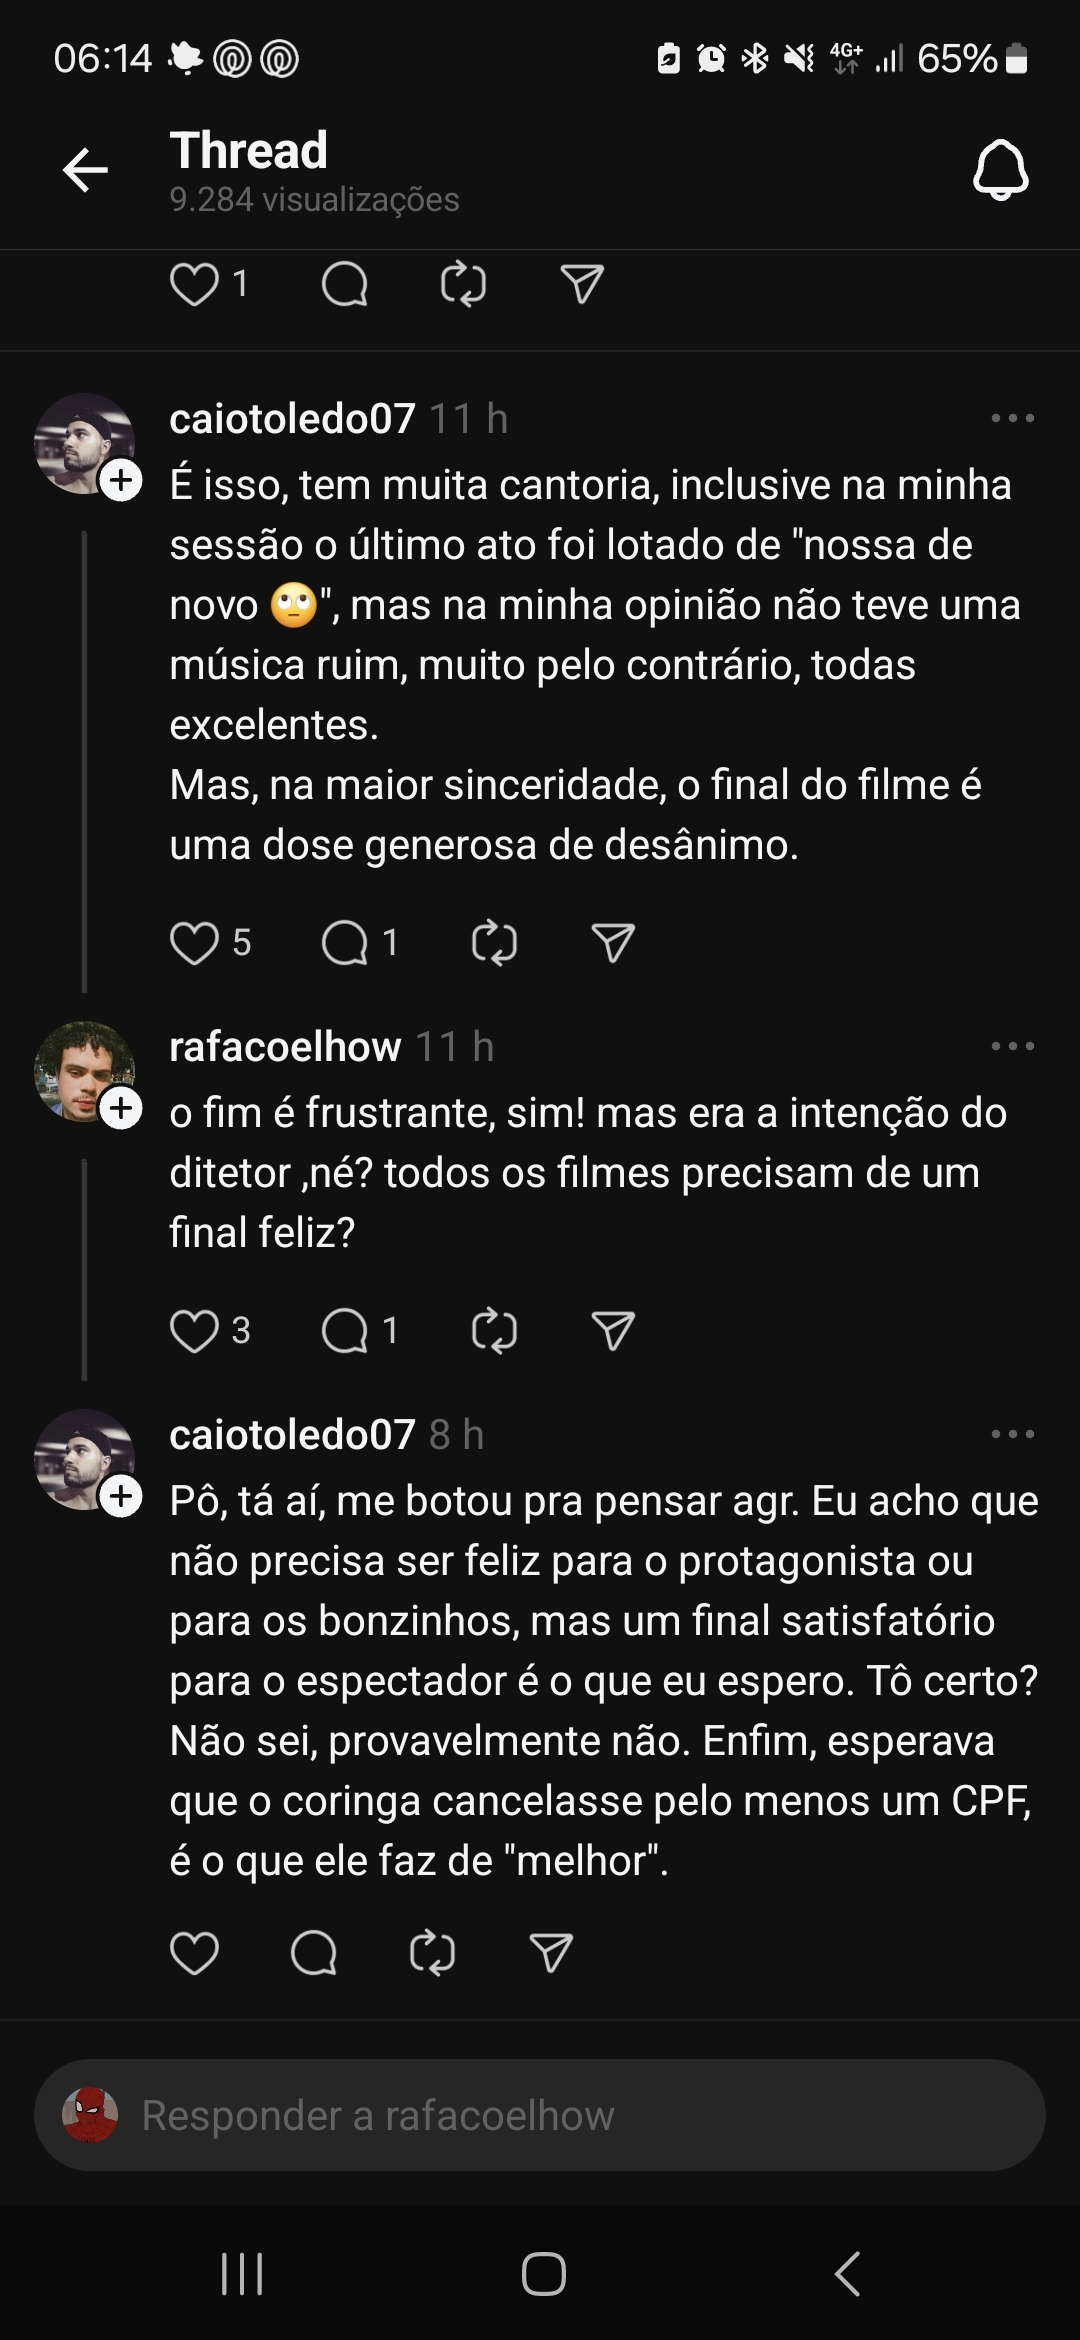 06:14
4G+
65%
Thread
9.284 visualizações
1
caiotoledo07 11 h
É isso, tem muita cantoria, inclusive na minha
sessão o último ato foi lotado de "nossa de
novo 🙄", mas na minha opinião não teve uma
música ruim, muito pelo contrário, todas
excelentes.
Mas, na maior sinceridade, o final do filme é
uma dose generosa de desânimo.
5 1
rafacoelhow 11 h
o fim é frustrante, sim! mas era a intenção do
ditetor ,né? todos os filmes precisam de um
final feliz?
3 1
caiotoledo07 8 h
Pô, tá aí, me botou pra pensar agr. Eu acho que
não precisa ser feliz para o protagonista ou
para os bonzinhos, mas um final satisfatório
para o espectador é o que eu espero. Tô certo?
Não sei, provavelmente não. Enfim, esperava
que o coringa cancelasse pelo menos um CPF,
é o que ele faz de "melhor".
Responder a rafacoelhow